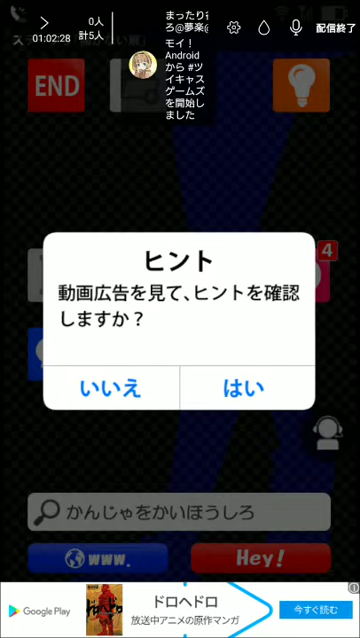 0人
01:02:28
計5人
まったり谷
ろ@夢楽@
モイ！
Android
から #ツ
イキャス
ゲームズ
を開始し
ました
配信終了
END
ヒント
動画広告を見て、ヒントを確認
しますか？
4
いいえ
はい
かんじゃをかいほうしろ
www.
Hey!
Google Play
ドロヘドロ
放送中アニメの原作マンガ
今すぐ読む